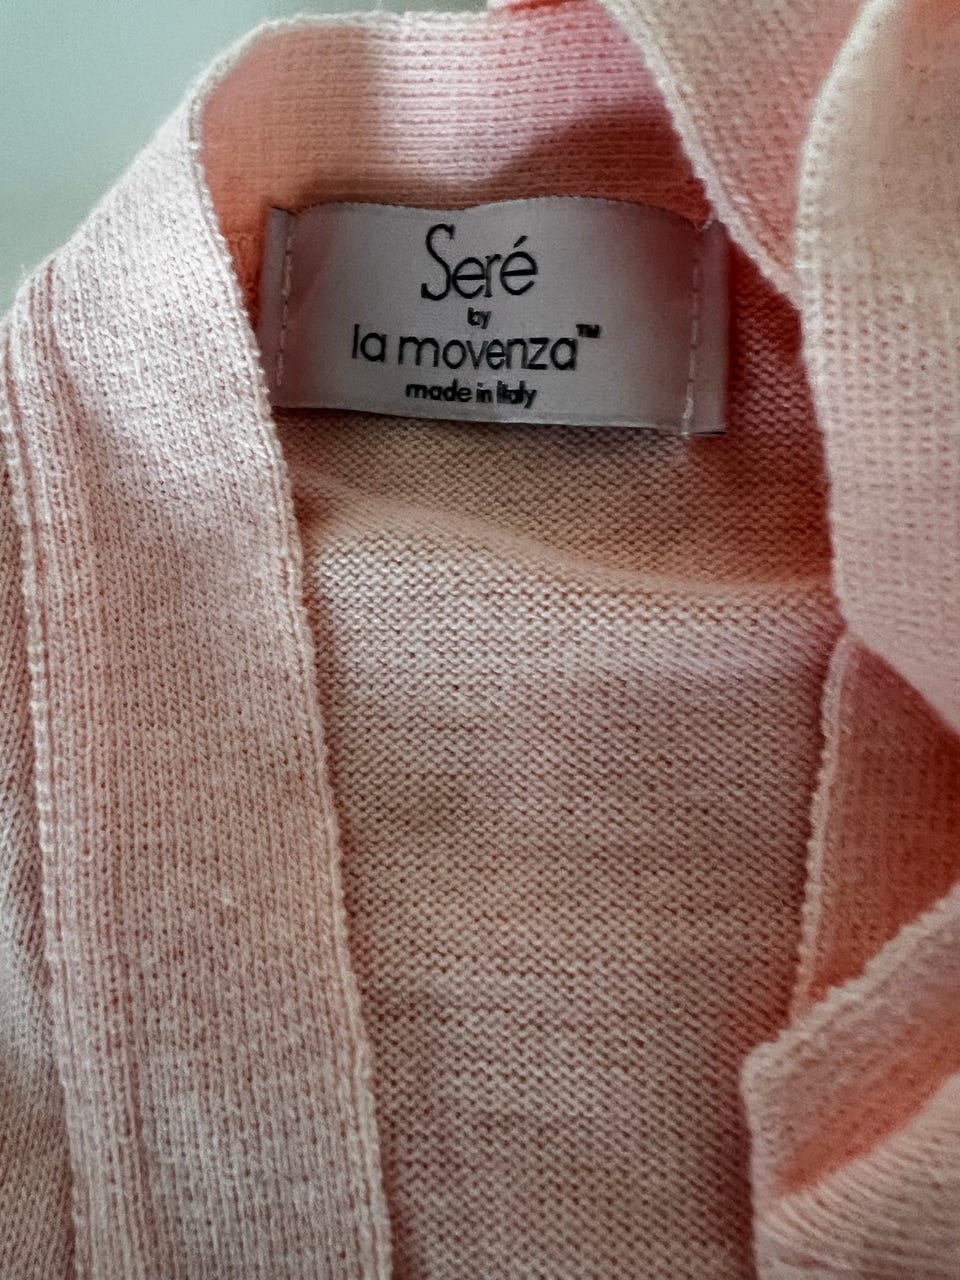 Seré
by
la movenza™
made in Italy